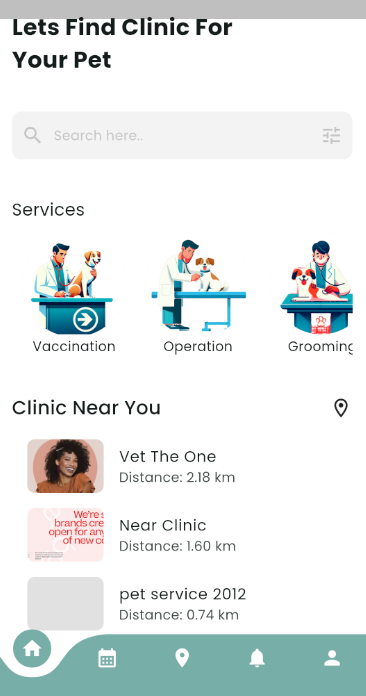 Lets Find Clinic For
Your Pet
Search here..
Services
Vaccination
Operation
Grooming
Clinic Near You
Vet The One
Distance: 2.18 km
We're
brands cre
open for any
of new co
Near Clinic
Distance: 1.60 km
pet service 2012
Distance: 0.74 km